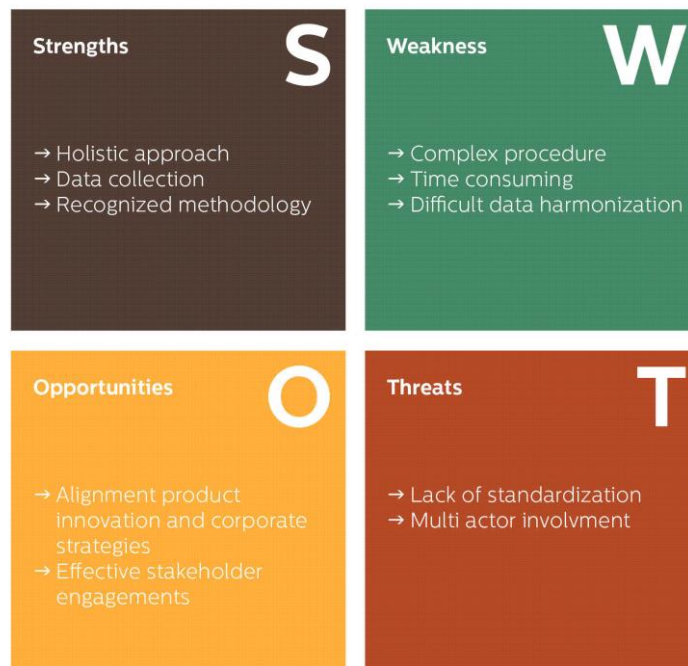 Strengths
S
→ Holistic approach
→ Data collection
→ Recognized methodology
Weakness
W
→ Complex procedure
→ Time consuming
→ Difficult data harmonization
Opportunities
O
→ Alignment product
innovation and corporate
strategies
→ Effective stakeholder
engagements
Threats
T
→ Lack of standardization
→ Multi actor involvment